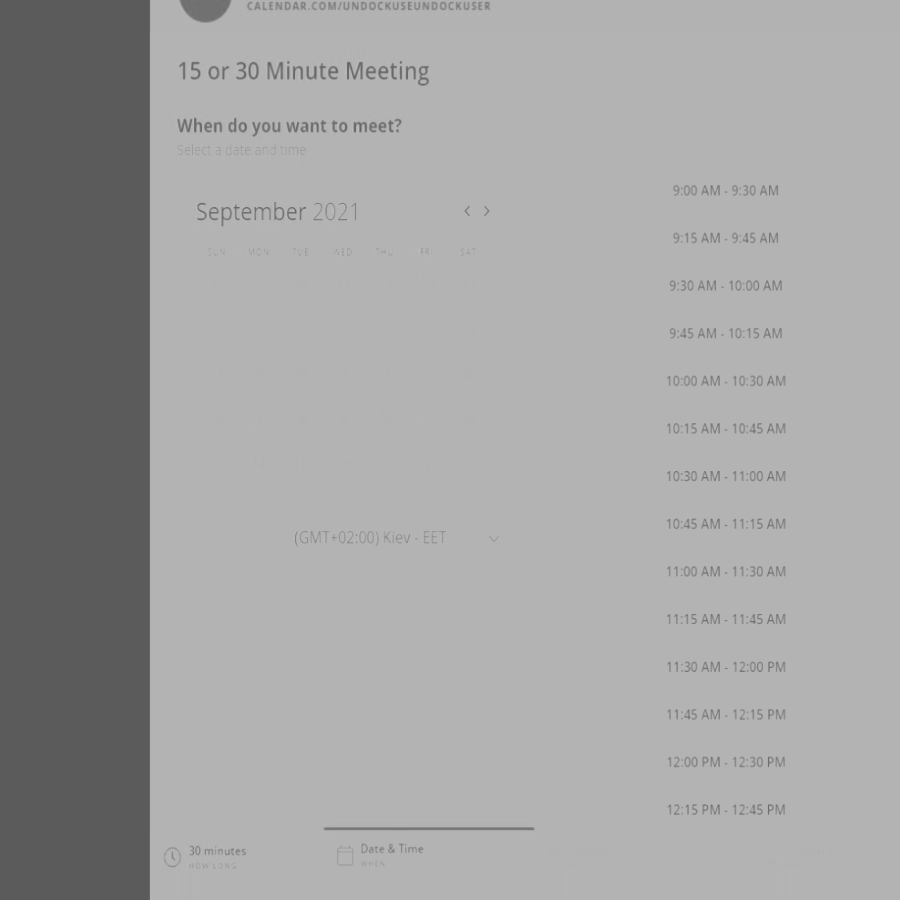 CALENDAR.COM/UNDOCKUSEUNDOCKUSER
15 or 30 Minute Meeting
When do you want to meet?
Select a date and time
September 2021
SUN MON TUE WED THU FRI SAT
(GMT+02:00) Kiev - EET
9:00 AM - 9:30 AM
9:15 AM - 9:45 AM
9:30 AM - 10:00 AM
9:45 AM - 10:15 AM
10:00 AM - 10:30 AM
10:15 AM - 10:45 AM
10:30 AM - 11:00 AM
10:45 AM - 11:15 AM
11:00 AM - 11:30 AM
11:15 AM - 11:45 AM
11:30 AM - 12:00 PM
11:45 AM - 12:15 PM
12:00 PM - 12:30 PM
12:15 PM - 12:45 PM
30 minutes
HOW LONG
Date & Time
WHEN